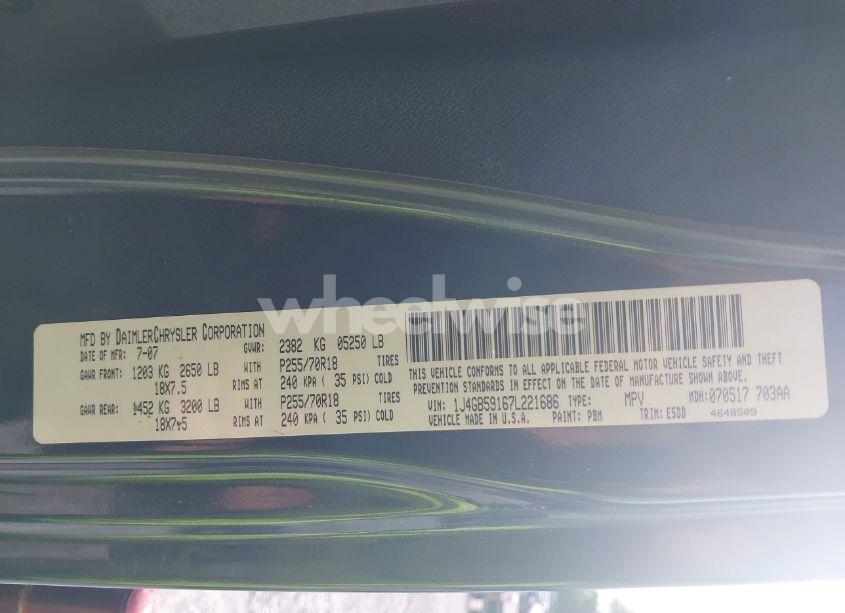 wheelwise
MFD BY DAIMLERCHRYSLER CORPORATION
DATE OF MFR: 7-07 GVWR: 2382 KG 05250 LB
GAWR FRONT: 1203 KG 2650 LB WITH P255/70R18 TIRES
18X7.5 RIMS AT 240 KPA ( 35 PSI) COLD
GAWR REAR: 1452 KG 3200 LB WITH P255/70R18 TIRES
18X7.5 RIMS AT 240 KPA ( 35 PSI) COLD
THIS VEHICLE CONFORMS TO ALL APPLICABLE FEDERAL MOTOR VEHICLE SAFETY AND THEFT
PREVENTION STANDARDS IN EFFECT ON THE DATE OF MANUFACTURE SHOWN ABOVE.
VIN: 1J4GB59167L221686 TYPE: MPV MDH:070517 703AA
VEHICLE MADE IN U.S.A. PAINT: PBM TRIM: ESDD 4648509